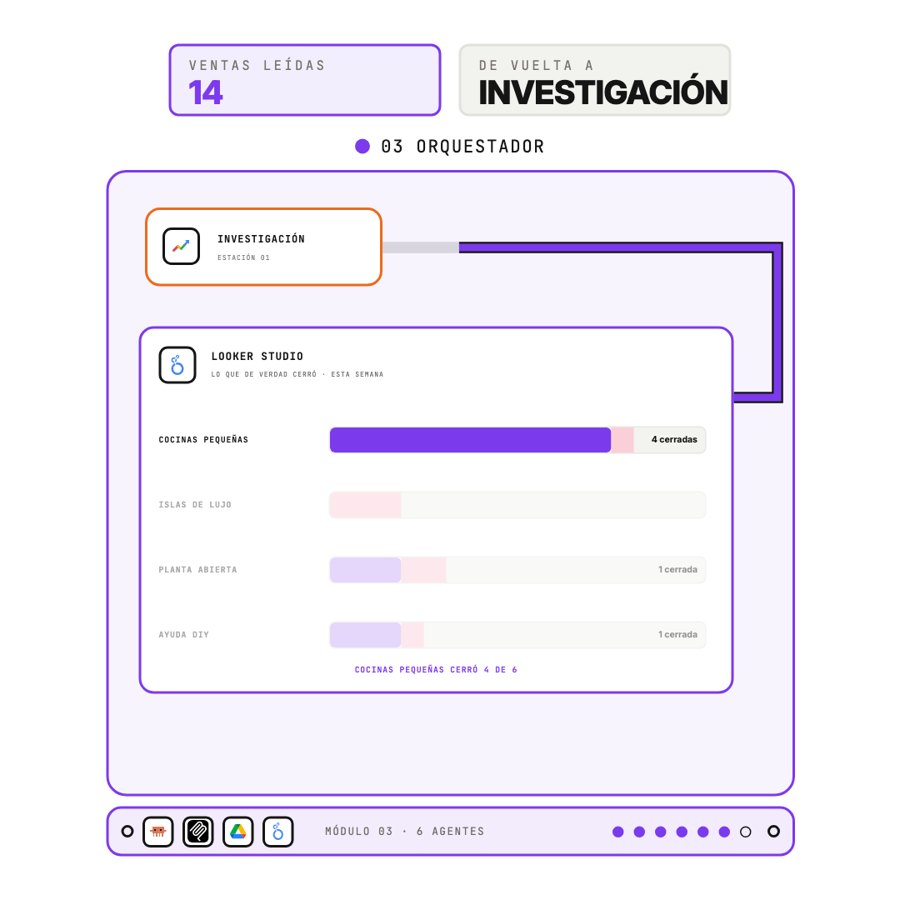 VENTAS LEÍDAS
14
DE VUELTA A
INVESTIGACIÓN
03 ORQUESTADOR
INVESTIGACIÓN
ESTACIÓN 01
LOOKER STUDIO
LO QUE DE VERDAD CERRÓ · ESTA SEMANA
COCINAS PEQUEÑAS
4 cerradas
ISLAS DE LUJO
PLANTA ABIERTA
1 cerrada
AYUDA DIY
1 cerrada
COCINAS PEQUEÑAS CERRÓ 4 DE 6
MÓDULO 03 · 6 AGENTES